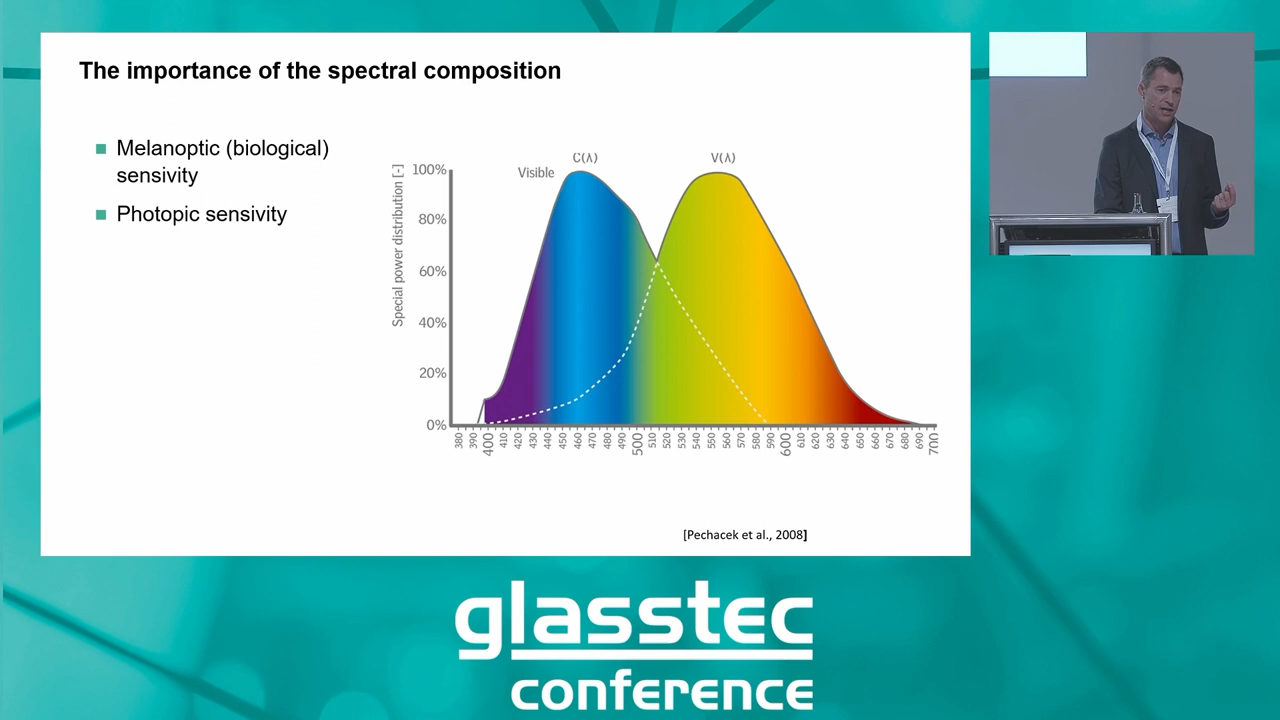 The importance of the spectral composition
Melanoptic (biological)
sensivity
Photopic sensivity
C(λ)
V(λ)
Visible
Special power distribution [-]
100%
80%
60%
40%
20%
0%
380 390 400 410 420 430 440 450 460 470 480 490 500 510 520 530 540 550 560 570 580 590 600 610 620 630 640 650 660 670 680 690 700
[Pechacek et al., 2008]
glasstec
conference